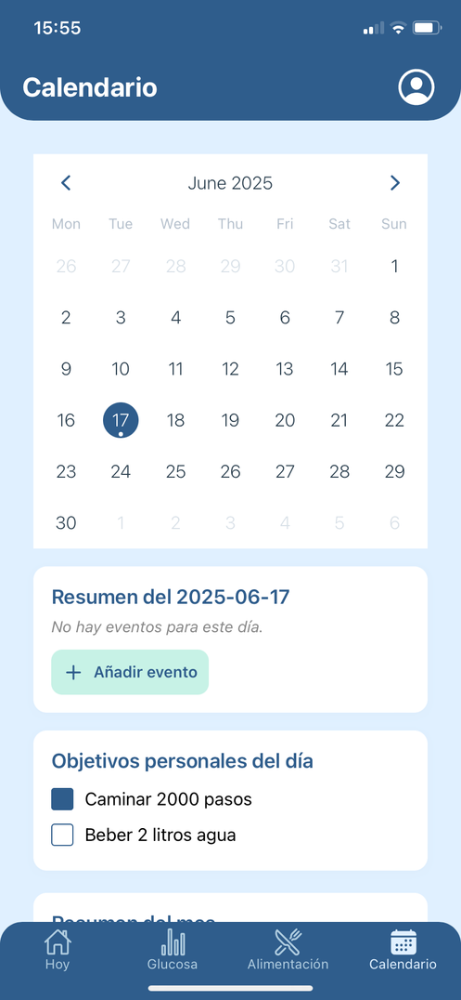 15:55
Calendario
June 2025
Mon Tue Wed Thu Fri Sat Sun
26 27 28 29 30 31 1
2 3 4 5 6 7 8
9 10 11 12 13 14 15
16 17 18 19 20 21 22
23 24 25 26 27 28 29
30 1 2 3 4 5 6
Resumen del 2025-06-17
No hay eventos para este día.
+ Añadir evento
Objetivos personales del día
Caminar 2000 pasos
Beber 2 litros agua
Resumen del mes
Hoy Glucosa Alimentación Calendario